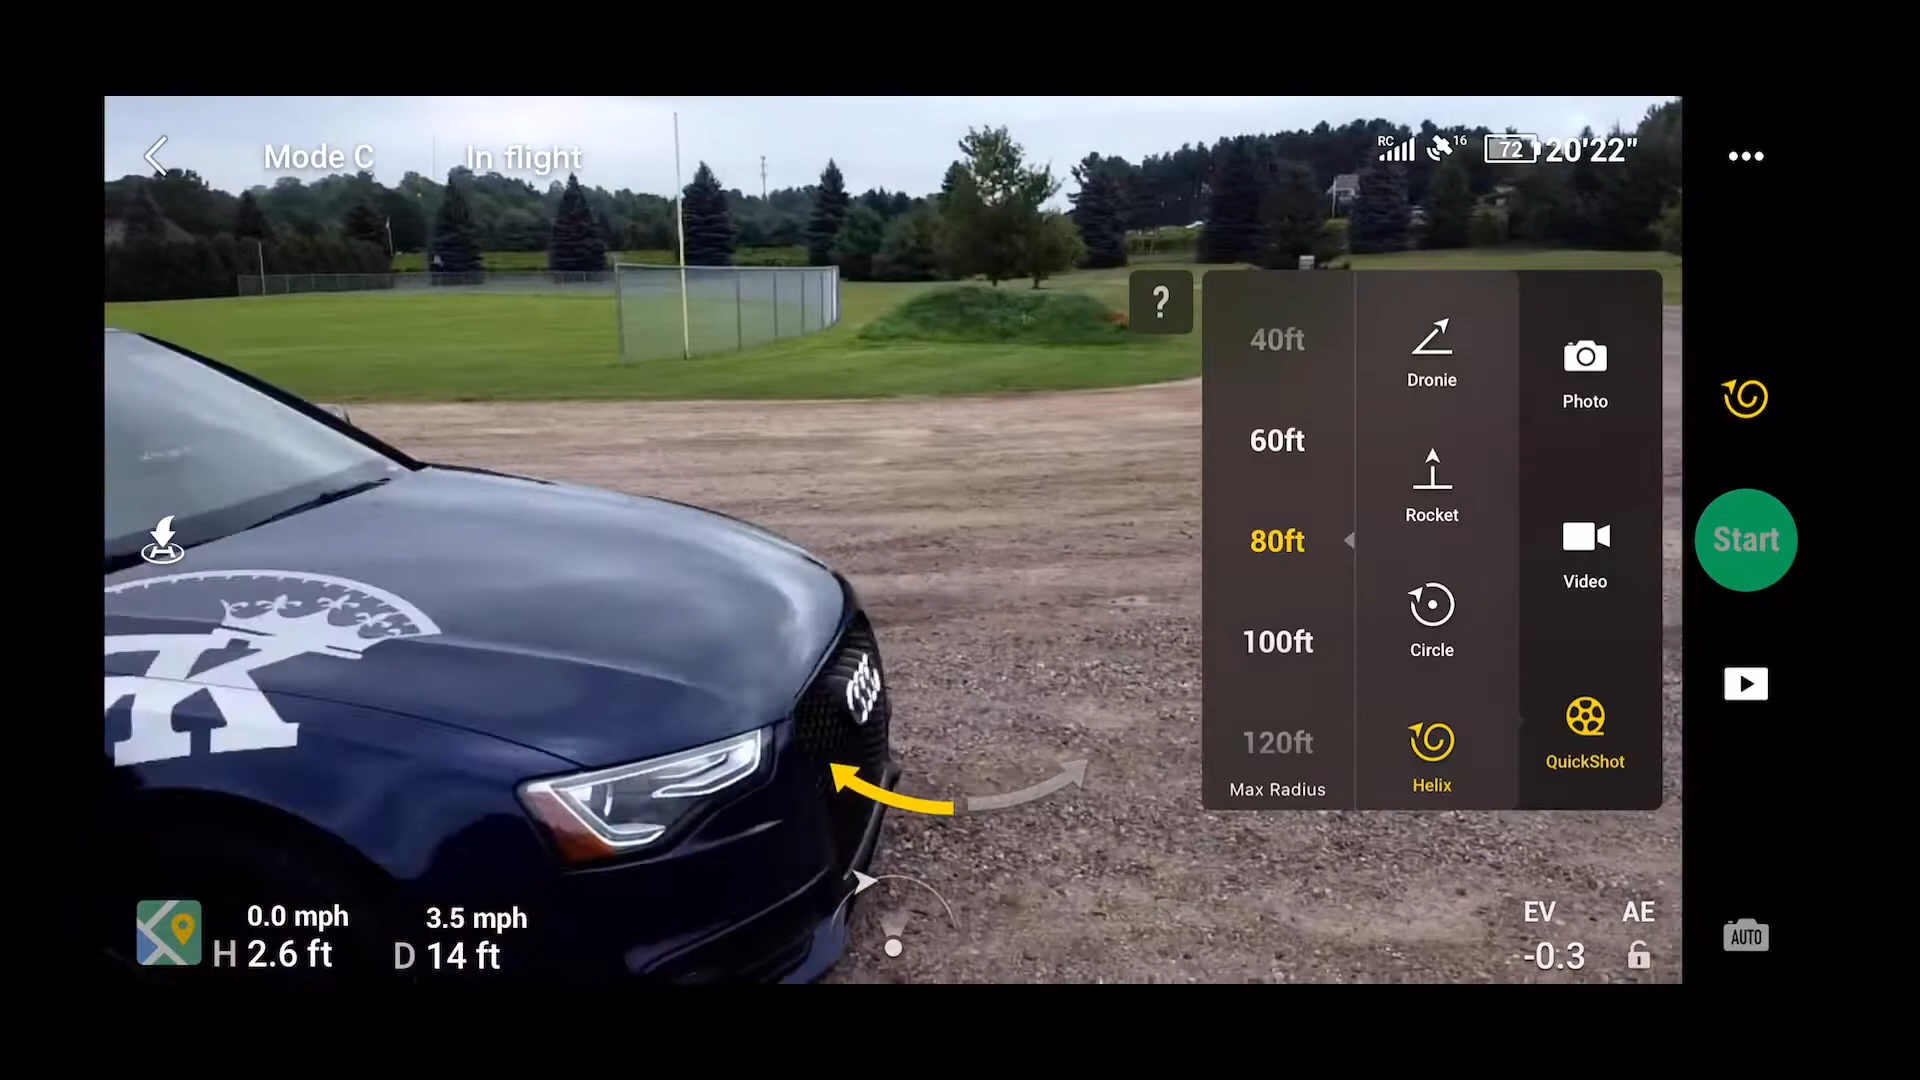 Mode C
In flight
RC
16
72
20'22"
?
40ft
60ft
80ft
100ft
120ft
Max Radius
Dronie
Rocket
Circle
Helix
Photo
Video
QuickShot
Start
K
0.0 mph
3.5 mph
H 2.6 ft
D 14 ft
EV
-0.3
AE
AUTO